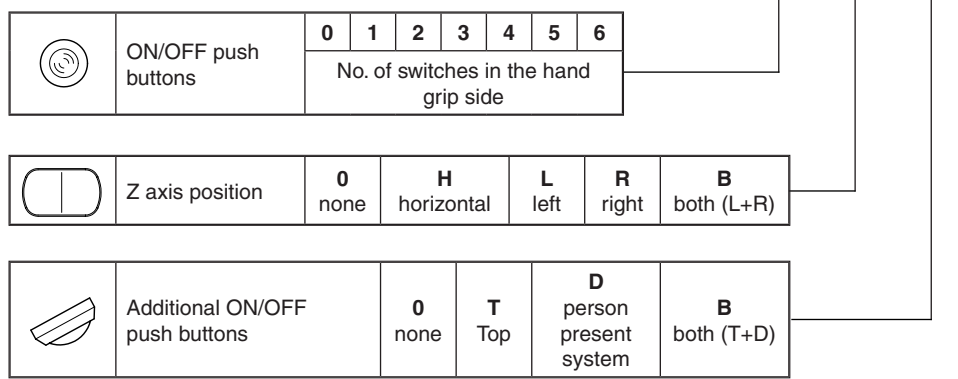 ON/OFF push
buttons
0 1 2 3 4 5 6
No. of switches in the hand
grip side
Z axis position
0
none
H
horizontal
L
left
R
right
B
both (L+R)
Additional ON/OFF
push buttons
0
none
T
Top
D
person
present
system
B
both (T+D)